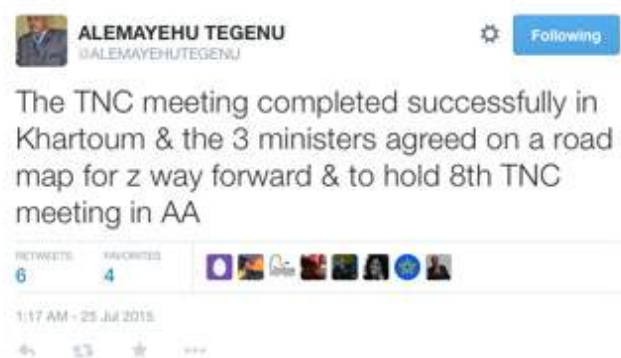 ALEMAYEHU TEGENU
@ALEMAYEHUTEGENU
Following
The TNC meeting completed successfully in
Khartoum & the 3 ministers agreed on a road
map for z way forward & to hold 8th TNC
meeting in AA
RETWEETS FAVORITES
6 4
1:17 AM - 25 Jul 2015